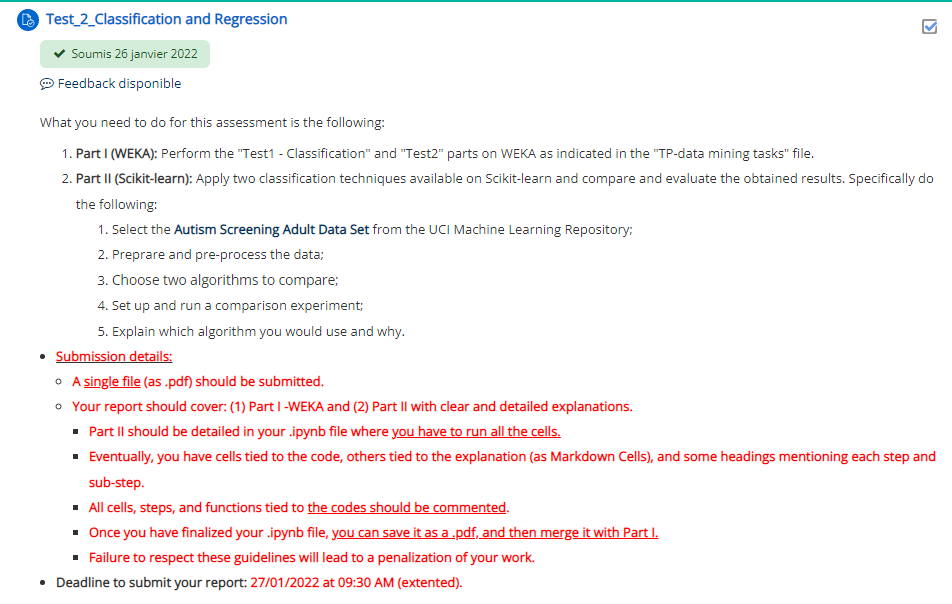 Test_2_Classification and Regression
Soumis 26 janvier 2022
Feedback disponible
What you need to do for this assessment is the following:
1. Part I (WEKA): Perform the "Test1 - Classification" and "Test2" parts on WEKA as indicated in the "TP-data mining tasks" file.
2. Part II (Scikit-learn): Apply two classification techniques available on Scikit-learn and compare and evaluate the obtained results. Specifically do
the following:
1. Select the Autism Screening Adult Data Set from the UCI Machine Learning Repository;
2. Preprare and pre-process the data;
3. Choose two algorithms to compare;
4. Set up and run a comparison experiment;
5. Explain which algorithm you would use and why.
• Submission details:
○ A single file (as .pdf) should be submitted.
○ Your report should cover: (1) Part I -WEKA and (2) Part II with clear and detailed explanations.
▪ Part II should be detailed in your .ipynb file where you have to run all the cells.
▪ Eventually, you have cells tied to the code, others tied to the explanation (as Markdown Cells), and some headings mentioning each step and
sub-step.
▪ All cells, steps, and functions tied to the codes should be commented.
▪ Once you have finalized your .ipynb file, you can save it as a .pdf, and then merge it with Part I.
▪ Failure to respect these guidelines will lead to a penalization of your work.
• Deadline to submit your report: 27/01/2022 at 09:30 AM (extented).